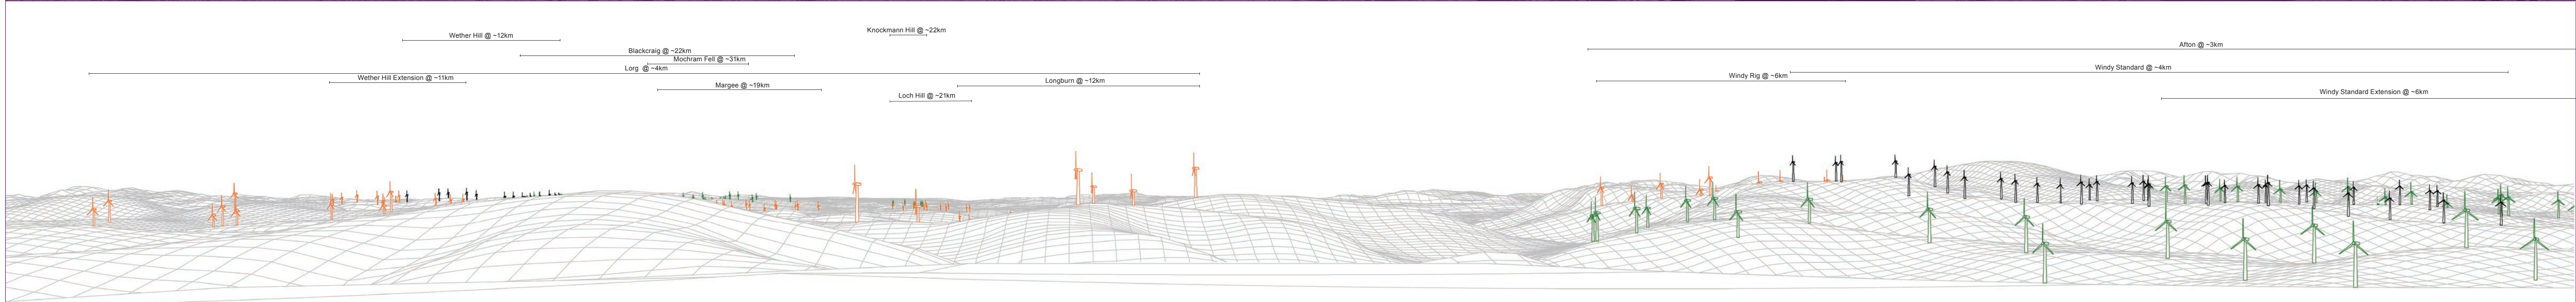 Knockmann Hill @ ~22km
Wether Hill @ ~12km
Afton @ ~3km
Blackcraig @ ~22km
Mochram Fell @ ~31km
Lorg @ ~4km
Windy Standard @ ~4km
Wether Hill Extension @ ~11km
Longburn @ ~12km
Windy Rig @ ~6km
Margee @ ~19km
Windy Standard Extension @ ~6km
Loch Hill @ ~21km